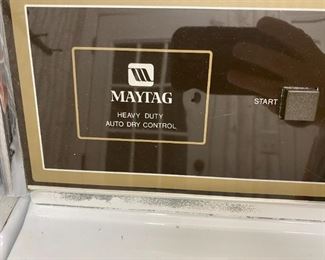 MAYTAG
HEAVY DUTY
AUTO DRY CONTROL
START